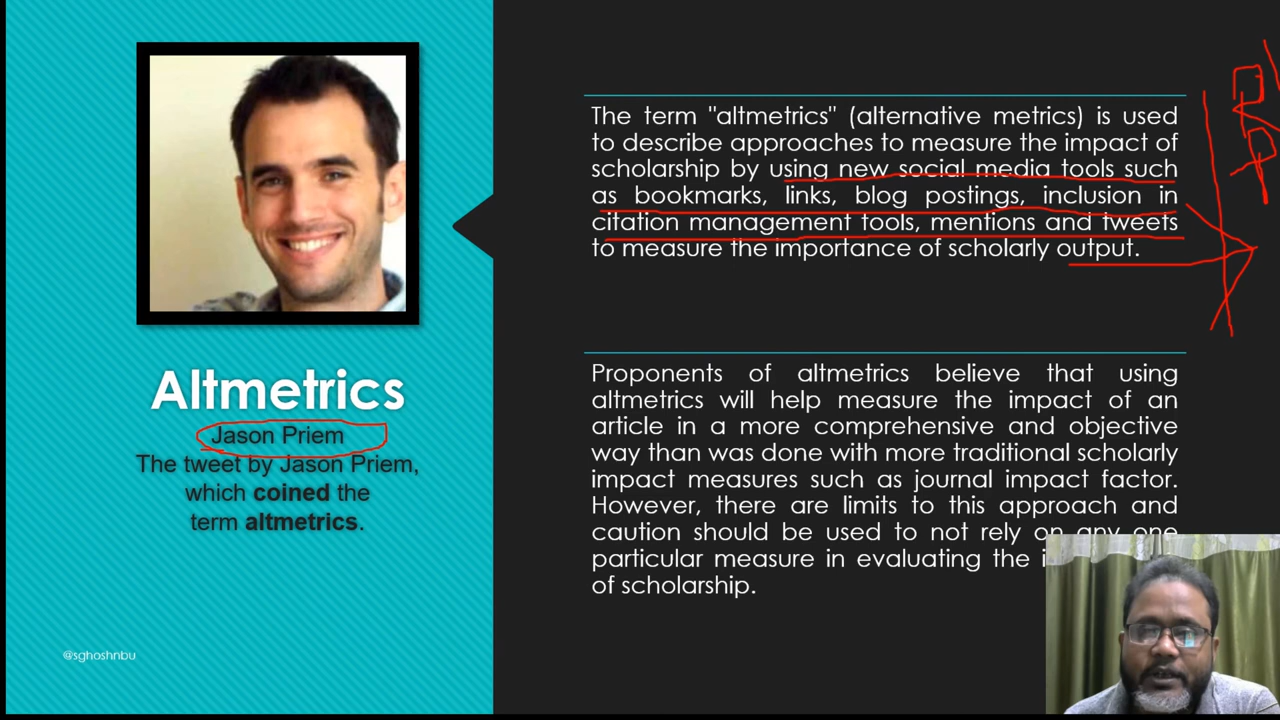 Altmetrics
Jason Priem
The tweet by Jason Priem,
which coined the
term altmetrics.
@sghoshnbu
The term "altmetrics" (alternative metrics) is used
to describe approaches to measure the impact of
scholarship by using new social media tools such
as bookmarks, links, blog postings, inclusion in
citation management tools, mentions and tweets
to measure the importance of scholarly output.
Proponents of altmetrics believe that using
altmetrics will help measure the impact of an
article in a more comprehensive and objective
way than was done with more traditional scholarly
impact measures such as journal impact factor.
However, there are limits to this approach and
caution should be used to not rely on any one
particular measure in evaluating the
of scholarship.